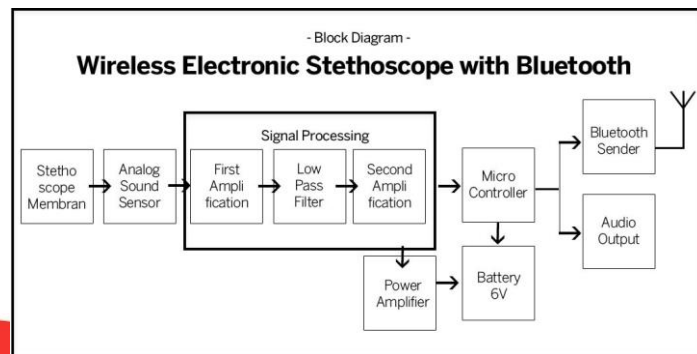 - Block Diagram -
Wireless Electronic Stethoscope with Bluetooth
Signal Processing
Stetho
scope
Membran
Analog
Sound
Sensor
First
Ampli
fication
Low
Pass
Filter
Second
Ampli
fication
Micro
Controller
Bluetooth
Sender
Audio
Output
Power
Amplifier
Battery
6V